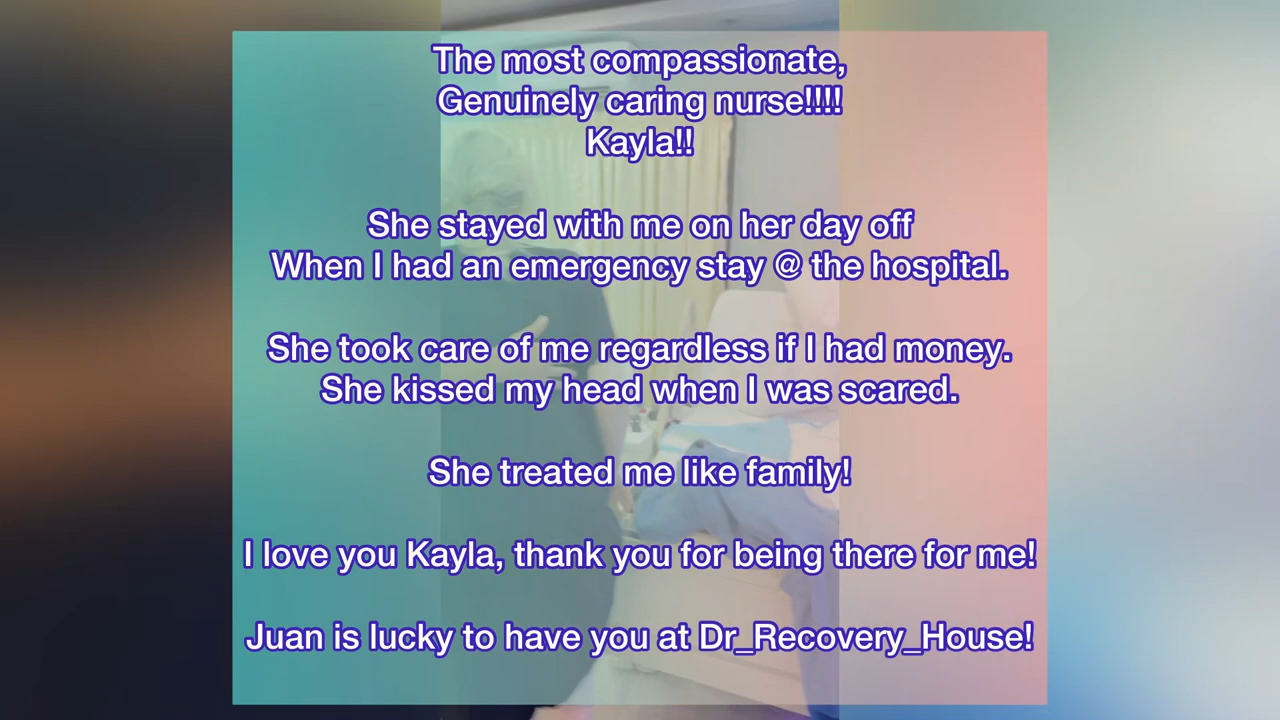 The most compassionate,
Genuinely caring nurse!!!!
Kayla!!
She stayed with me on her day off
When I had an emergency stay @ the hospital.
She took care of me regardless if I had money.
She kissed my head when I was scared.
She treated me like family!
I love you Kayla, thank you for being there for me!
Juan is lucky to have you at Dr_Recovery_House!